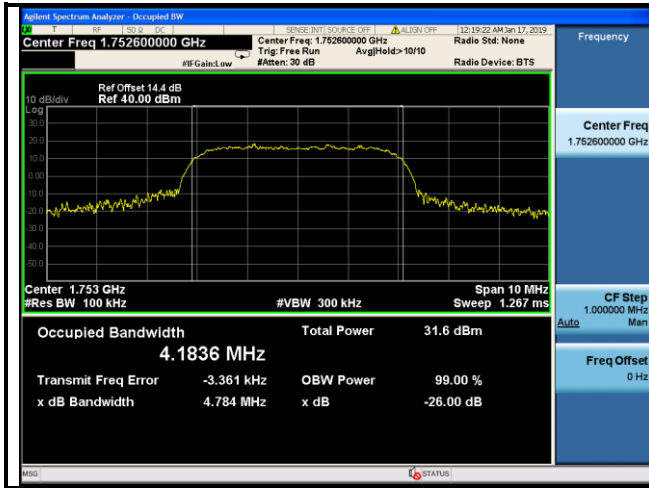 Agilent Spectrum Analyzer - Occupied BW
T RF 50 Ω DC SENSE:INT SOURCE OFF ALIGN OFF 12:19:22 AM Jan 17, 2019
Center Freq 1.752600000 GHz
Center Freq: 1.752600000 GHz
Radio Std: None
Trig: Free Run Avg|Hold:>10/10
#IFGain:Low #Atten: 30 dB Radio Device: BTS
Ref Offset 14.4 dB
10 dB/div Ref 40.00 dBm
Log
30.0
20.0
10.0
0.00
-10.0
-20.0
-30.0
-40.0
-50.0
Center 1.753 GHz Span 10 MHz
#Res BW 100 kHz #VBW 300 kHz Sweep 1.267 ms
Occupied Bandwidth Total Power 31.6 dBm
4.1836 MHz
Transmit Freq Error -3.361 kHz OBW Power 99.00 %
x dB Bandwidth 4.784 MHz x dB -26.00 dB
MSG STATUS
Frequency
Center Freq
1.752600000 GHz
CF Step
1.000000 MHz
Auto Man
Freq Offset
0 Hz